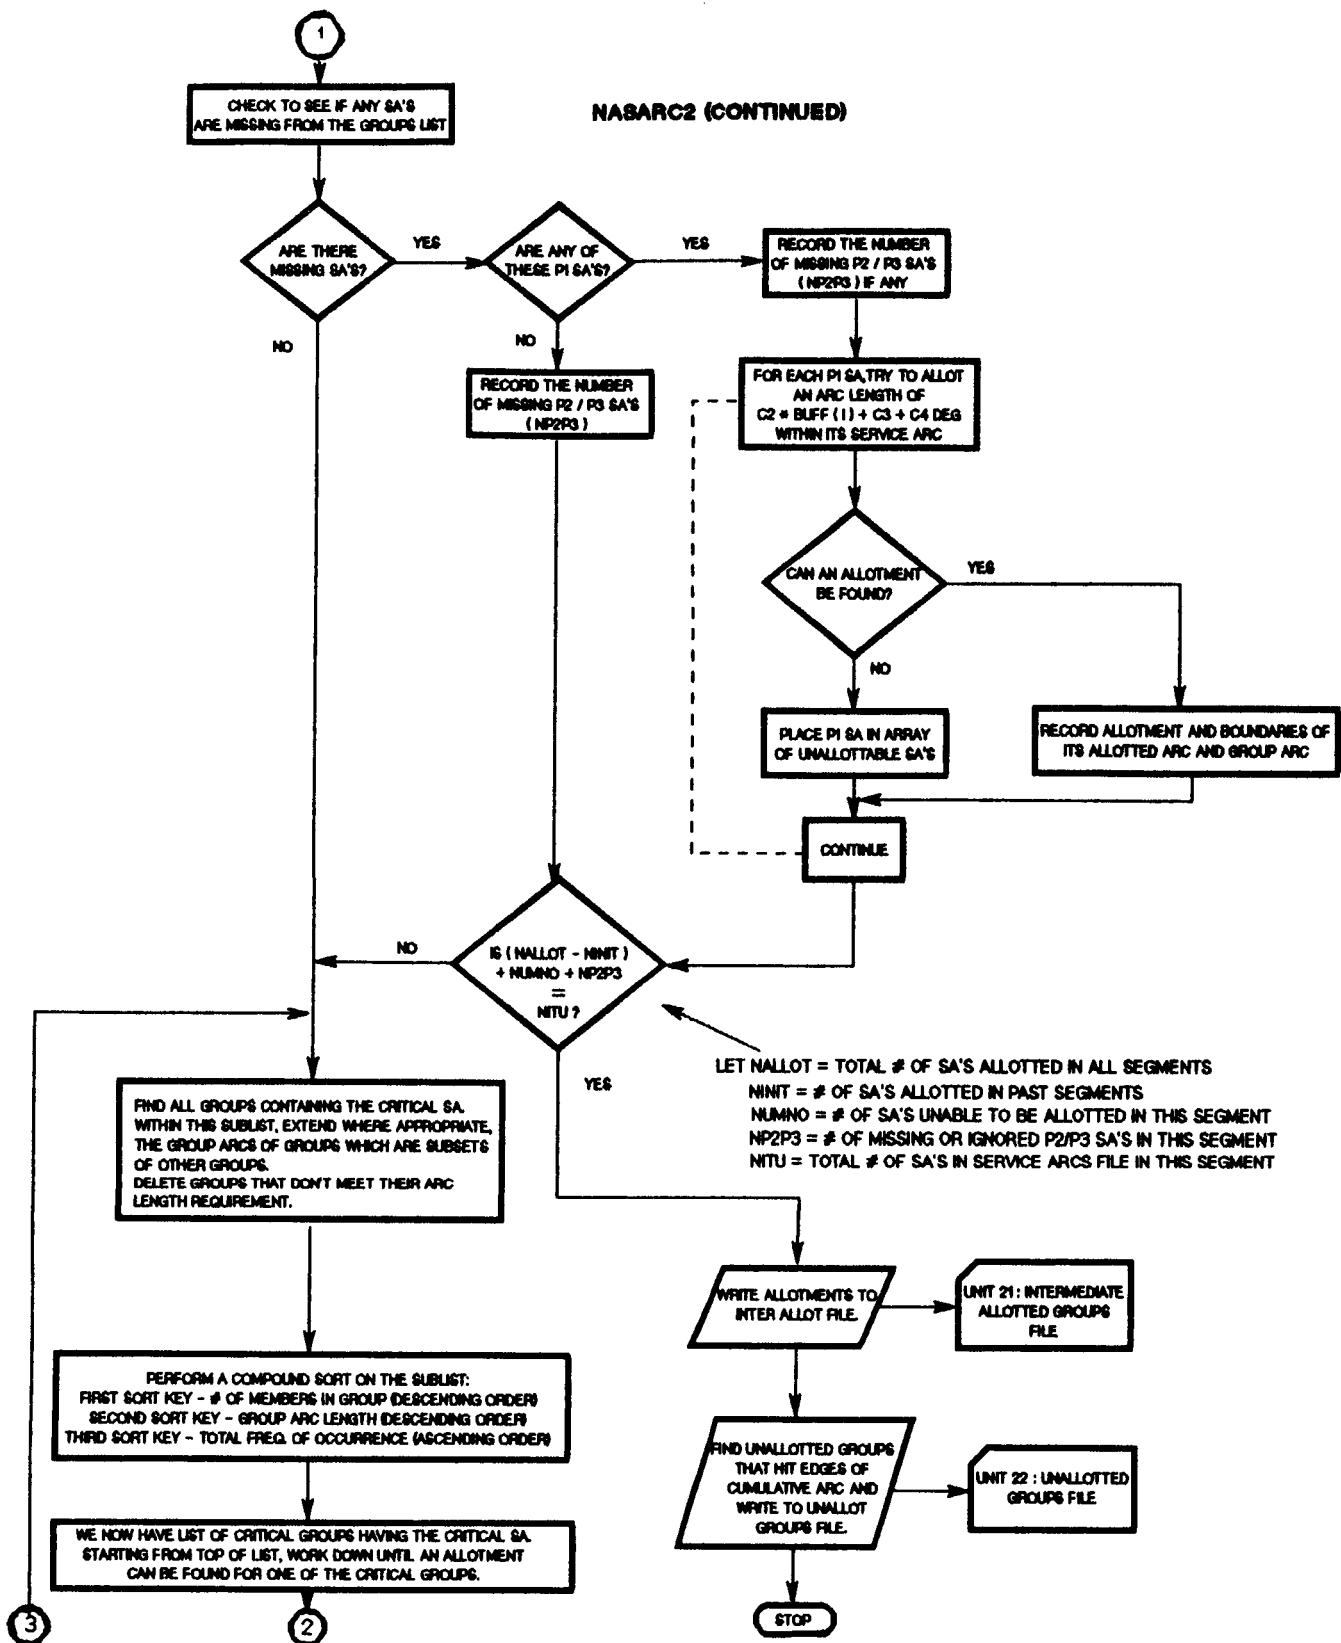 1
CHECK TO SEE IF ANY SA'S
ARE MISSING FROM THE GROUPS LIST
NASARC2 (CONTINUED)
ARE THERE
MISSING SA'S?
YES
ARE ANY OF
THESE P1 SA'S?
YES
RECORD THE NUMBER
OF MISSING P2 / P3 SA'S
( NP2P3 ) IF ANY
NO
NO
RECORD THE NUMBER
OF MISSING P2 / P3 SA'S
( NP2P3 )
FOR EACH P1 SA, TRY TO ALLOT
AN ARC LENGTH OF
C2 * BUFF ( I ) + C3 + C4 DEG
WITHIN ITS SERVICE ARC
CAN AN ALLOTMENT
BE FOUND?
YES
NO
PLACE P1 SA IN ARRAY
OF UNALLOTTABLE SA'S
RECORD ALLOTMENT AND BOUNDARIES OF
ITS ALLOTTED ARC AND GROUP ARC
CONTINUE
NO
IS ( NALLOT - NINIT )
+ NUMNO + NP2P3
=
NITU ?
YES
LET NALLOT = TOTAL # OF SA'S ALLOTTED IN ALL SEGMENTS
NINIT = # OF SA'S ALLOTTED IN PAST SEGMENTS
NUMNO = # OF SA'S UNABLE TO BE ALLOTTED IN THIS SEGMENT
NP2P3 = # OF MISSING OR IGNORED P2/P3 SA'S IN THIS SEGMENT
NITU = TOTAL # OF SA'S IN SERVICE ARCS FILE IN THIS SEGMENT
FIND ALL GROUPS CONTAINING THE CRITICAL SA.
WITHIN THIS SUBLIST, EXTEND WHERE APPROPRIATE,
THE GROUP ARCS OF GROUPS WHICH ARE SUBSETS
OF OTHER GROUPS.
DELETE GROUPS THAT DON'T MEET THEIR ARC
LENGTH REQUIREMENT.
WRITE ALLOTMENTS TO
INTER ALLOT FILE.
UNIT 21 : INTERMEDIATE
ALLOTTED GROUPS
FILE
PERFORM A COMPOUND SORT ON THE SUBLIST:
FIRST SORT KEY - # OF MEMBERS IN GROUP (DESCENDING ORDER)
SECOND SORT KEY - GROUP ARC LENGTH (DESCENDING ORDER)
THIRD SORT KEY - TOTAL FREQ. OF OCCURRENCE (ASCENDING ORDER)
FIND UNALLOTTED GROUPS
THAT HIT EDGES OF
CUMULATIVE ARC AND
WRITE TO UNALLOT
GROUPS FILE.
UNIT 22 : UNALLOTTED
GROUPS FILE
WE NOW HAVE LIST OF CRITICAL GROUPS HAVING THE CRITICAL SA.
STARTING FROM TOP OF LIST, WORK DOWN UNTIL AN ALLOTMENT
CAN BE FOUND FOR ONE OF THE CRITICAL GROUPS.
3
2
STOP